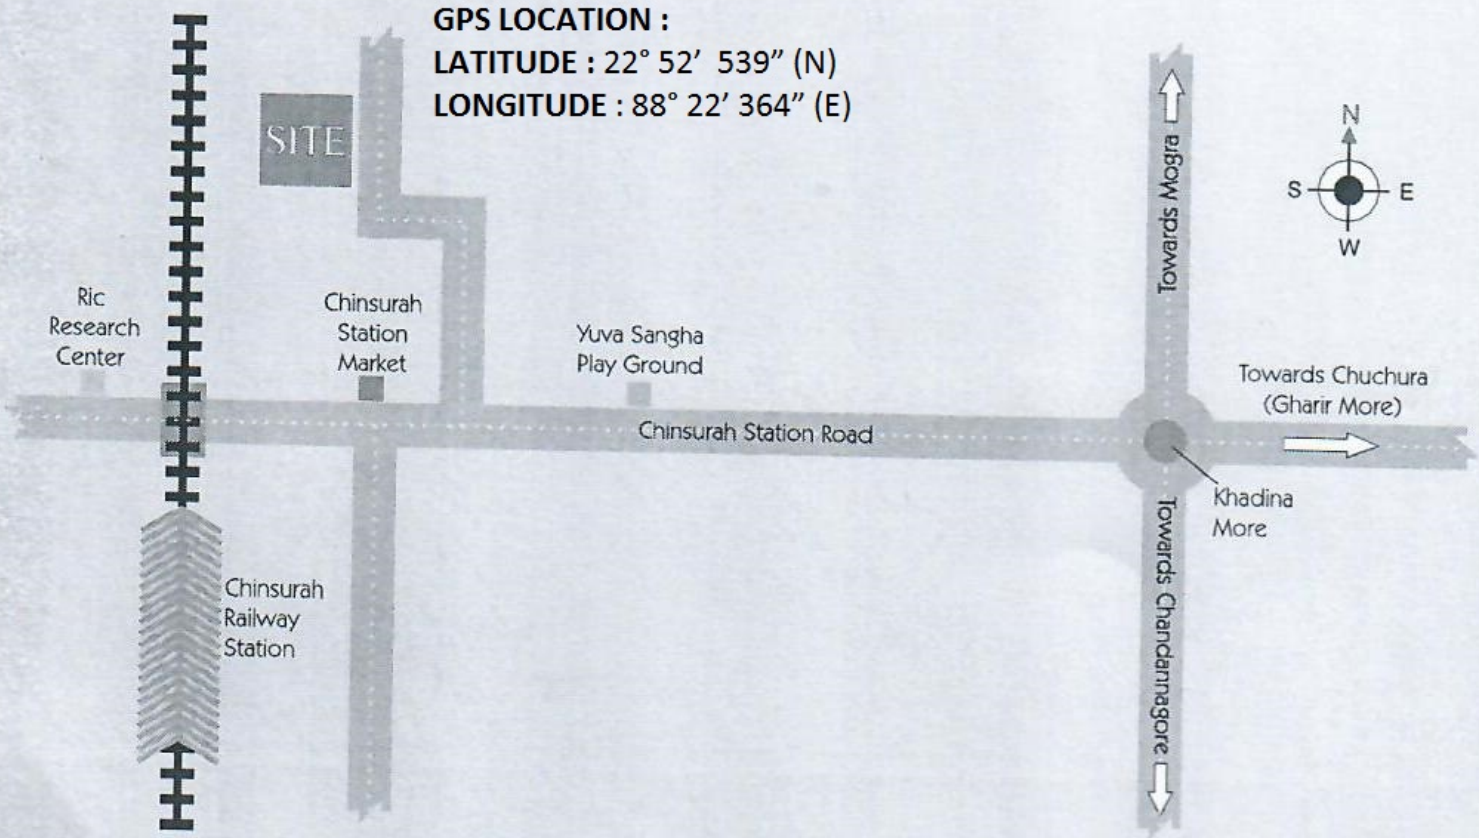 GPS LOCATION :
LATITUDE : 22° 52’ 539” (N)
LONGITUDE : 88° 22’ 364” (E)
SITE
Towards Mogra
N
S
E
W
Ric
Research
Center
Chinsurah
Station
Market
Yuva Sangha
Play Ground
Towards Chuchura
(Gharir More)
Chinsurah Station Road
Khadina
More
Towards Chandannagore
Chinsurah
Railway
Station